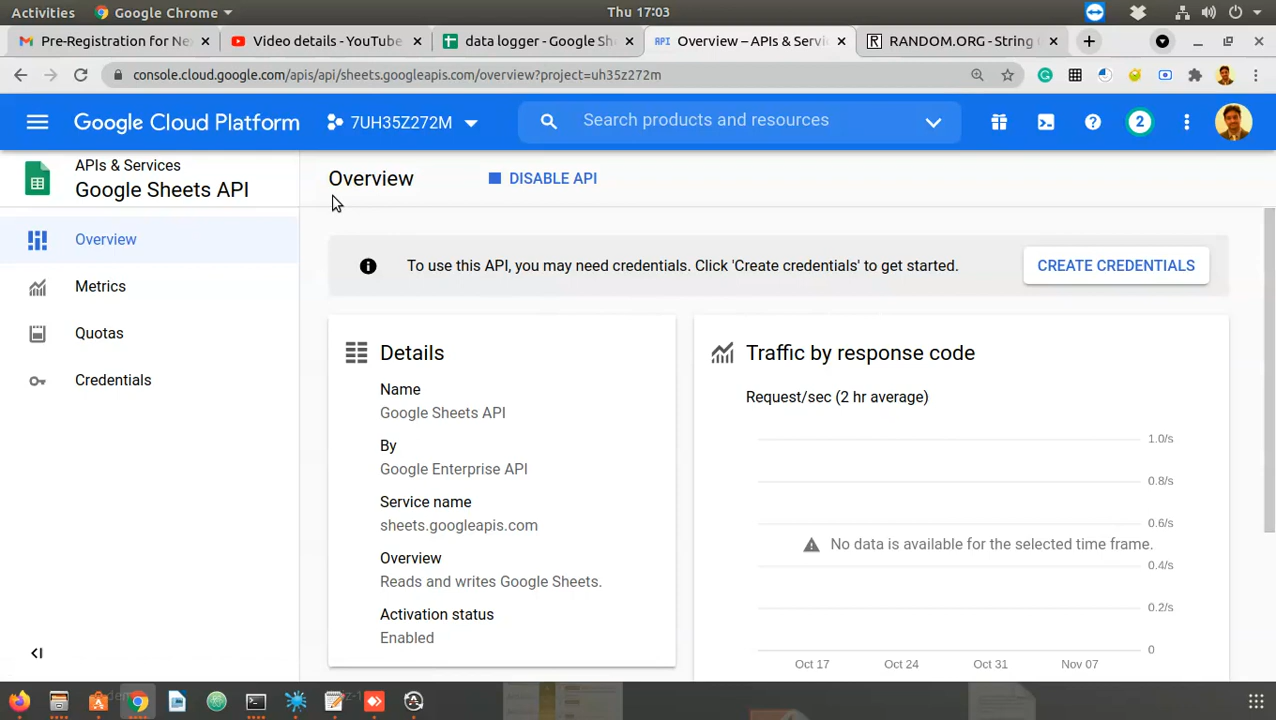 Activities Google Chrome Thu 17:03
Pre-Registration for Ne Video details - YouTube data logger - Google Sh Overview – APIs & Servi RANDOM.ORG - String
console.cloud.google.com/apis/api/sheets.googleapis.com/overview?project=uh35z272m
Google Cloud Platform 7UH35Z272M Search products and resources 2
APIs & Services
Google Sheets API
Overview DISABLE API
Overview
Metrics
Quotas
Credentials
To use this API, you may need credentials. Click 'Create credentials' to get started. CREATE CREDENTIALS
Details
Name
Google Sheets API
By
Google Enterprise API
Service name
sheets.googleapis.com
Overview
Reads and writes Google Sheets.
Activation status
Enabled
Traffic by response code
Request/sec (2 hr average)
1.0/s
0.8/s
0.6/s
No data is available for the selected time frame.
0.4/s
0.2/s
0
Oct 17 Oct 24 Oct 31 Nov 07